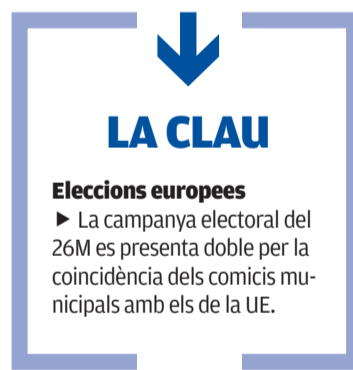 LA CLAU
Eleccions europees
▶ La campanya electoral del
26M es presenta doble per la
coincidència dels comicis mu-
nicipals amb els de la UE.